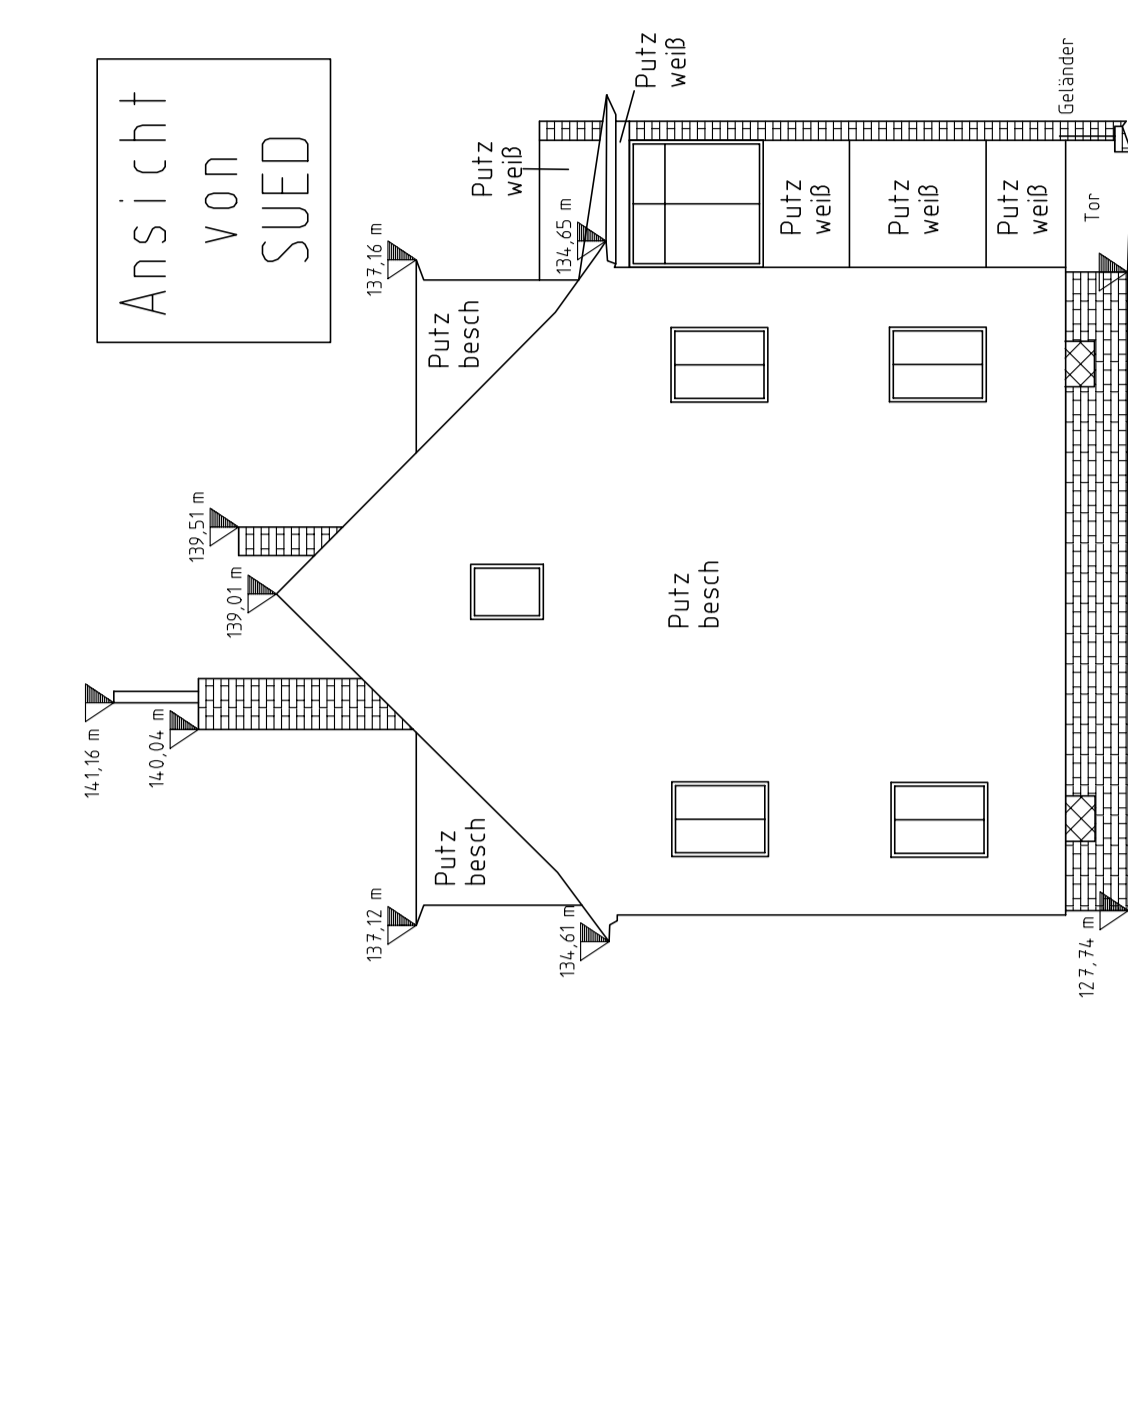 Ansicht
von
SUED
141,16 m
140,04 m
139,51 m
139,01 m
137,12 m
137,16 m
Putz
besch
Putz
besch
Putz
weiß
134,61 m
134,65 m
Putz
weiß
Putz
besch
Putz
weiß
Putz
weiß
Putz
weiß
Geländer
Tor
127,74 m